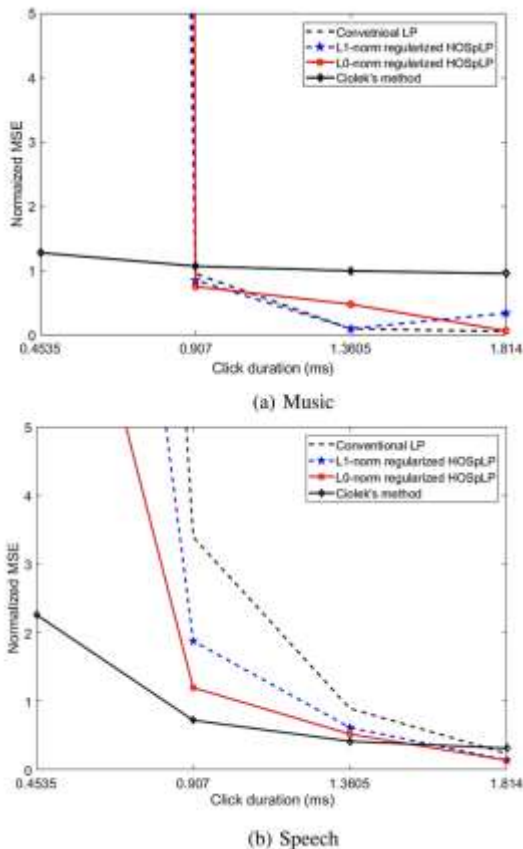 5
Convetnioal LP
L1-norm regularized HOSpLP
L0-norm regularized HOSpLP
Ciolek's method
4
3
2
1
0
Normaized MSE
0.4535
0.907
1.3605
1.814
Click duration (ms)
(a) Music
5
Conventional LP
L1-norm regularized HOSpLP
L0-norm regularized HOSpLP
Ciolek's method
4
3
2
1
0
Normalized MSE
0.4535
0.907
1.3605
1.814
Click duration (ms)
(b) Speech